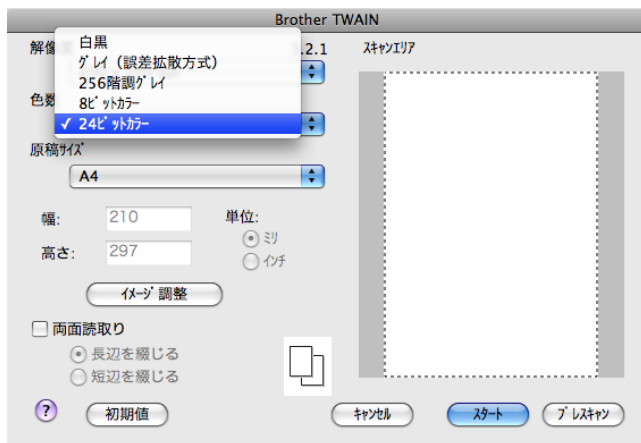 Brother TWAIN
解像
.2.1
白黒
ｸﾞﾚｲ（誤差拡散方式）
256階調ｸﾞﾚｲ
8ﾋﾞｯﾄｶﾗｰ
✓ 24ﾋﾞｯﾄｶﾗｰ
色数
原稿ｻｲｽﾞ
A4
幅:
210
高さ:
297
単位:
ﾐﾘ
ｲﾝﾁ
ｲﾒｰｼﾞ調整
両面読取り
長辺を綴じる
短辺を綴じる
?
初期値
ｽｷｬﾝｴﾘｱ
ｷｬﾝｾﾙ
ｽﾀｰﾄ
ﾌﾟﾚｽｷｬﾝ